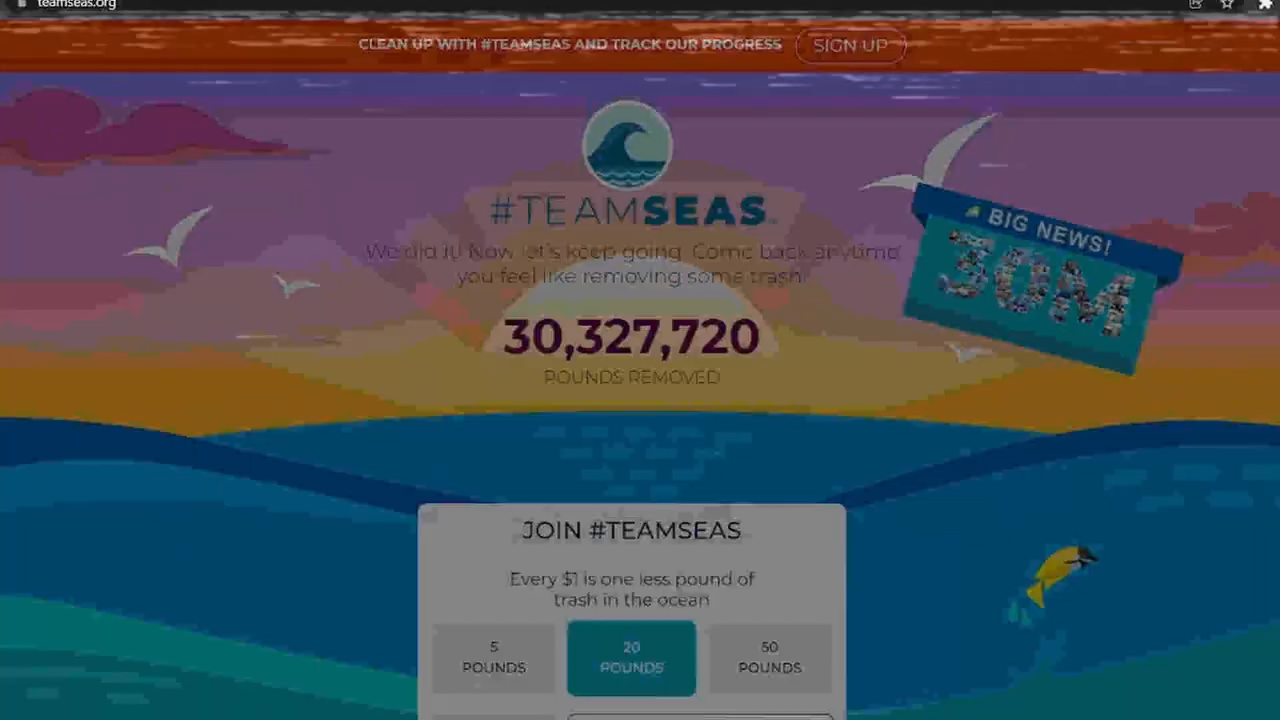 teamseas.org
CLEAN UP WITH #TEAMSEAS AND TRACK OUR PROGRESS
SIGN UP
#TEAMSEAS
We did it! Now let's keep going. Come back anytime
you feel like removing some trash!
BIG NEWS!
30M
30,327,720
POUNDS REMOVED
JOIN #TEAMSEAS
Every $1 is one less pound of
trash in the ocean
5
POUNDS
20
POUNDS
50
POUNDS